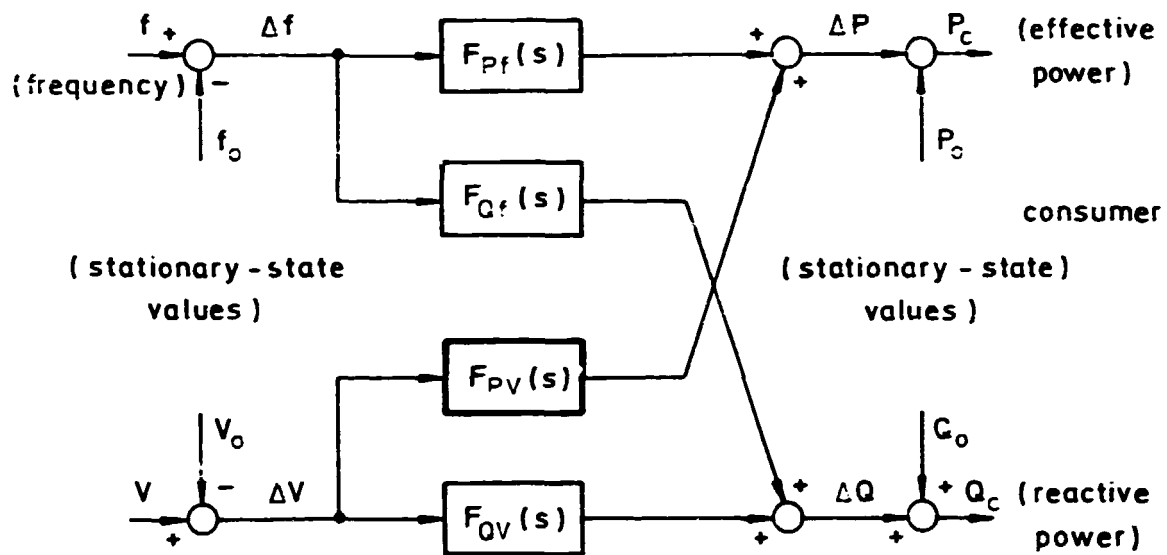 f + Δf
F_Pf(s)
+ ΔP P_c (effective
(frequency) -
+ power)
f_o
P_o
F_Qf(s)
consumer
(stationary-state
values)
(stationary-state)
values)
F_PV(s)
V_o
Q_o
V - ΔV
+
F_QV(s)
+ ΔQ + Q_c (reactive
+ +
power)